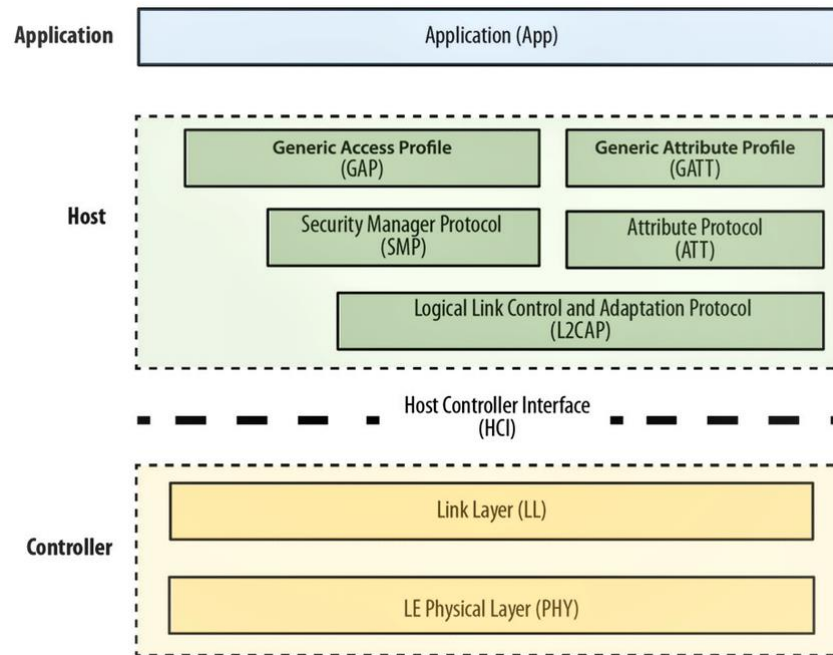 Application
Application (App)
Generic Access Profile
(GAP)
Generic Attribute Profile
(GATT)
Host
Security Manager Protocol
(SMP)
Attribute Protocol
(ATT)
Logical Link Control and Adaptation Protocol
(L2CAP)
Host Controller Interface
(HCI)
Link Layer (LL)
Controller
LE Physical Layer (PHY)